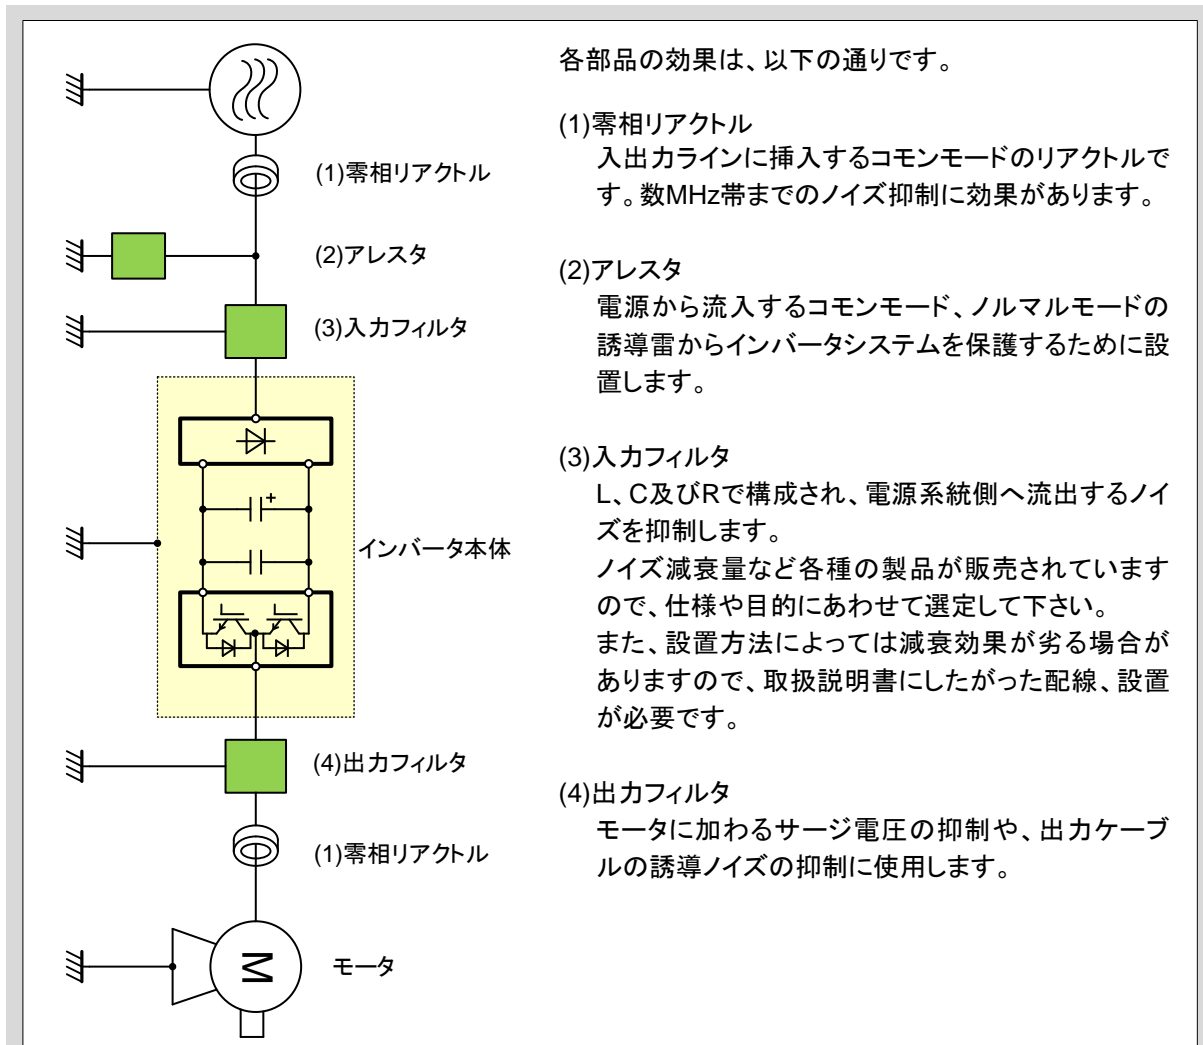 (1)零相リアクトル
(2)アレスタ
(3)入力フィルタ
+
インバータ本体
(4)出力フィルタ
(1)零相リアクトル
M
モータ
各部品の効果は、以下の通りです。
(1)零相リアクトル
入出力ラインに挿入するコモンモードのリアクトルで
す。数MHz帯までのノイズ抑制に効果があります。
(2)アレスタ
電源から流入するコモンモード、ノルマルモードの
誘導雷からインバータシステムを保護するために設
置します。
(3)入力フィルタ
L、C及びRで構成され、電源系統側へ流出するノイ
ズを抑制します。
ノイズ減衰量など各種の製品が販売されています
ので、仕様や目的にあわせて選定して下さい。
また、設置方法によっては減衰効果が劣る場合が
ありますので、取扱説明書にしたがった配線、設置
が必要です。
(4)出力フィルタ
モータに加わるサージ電圧の抑制や、出力ケーブ
ルの誘導ノイズの抑制に使用します。